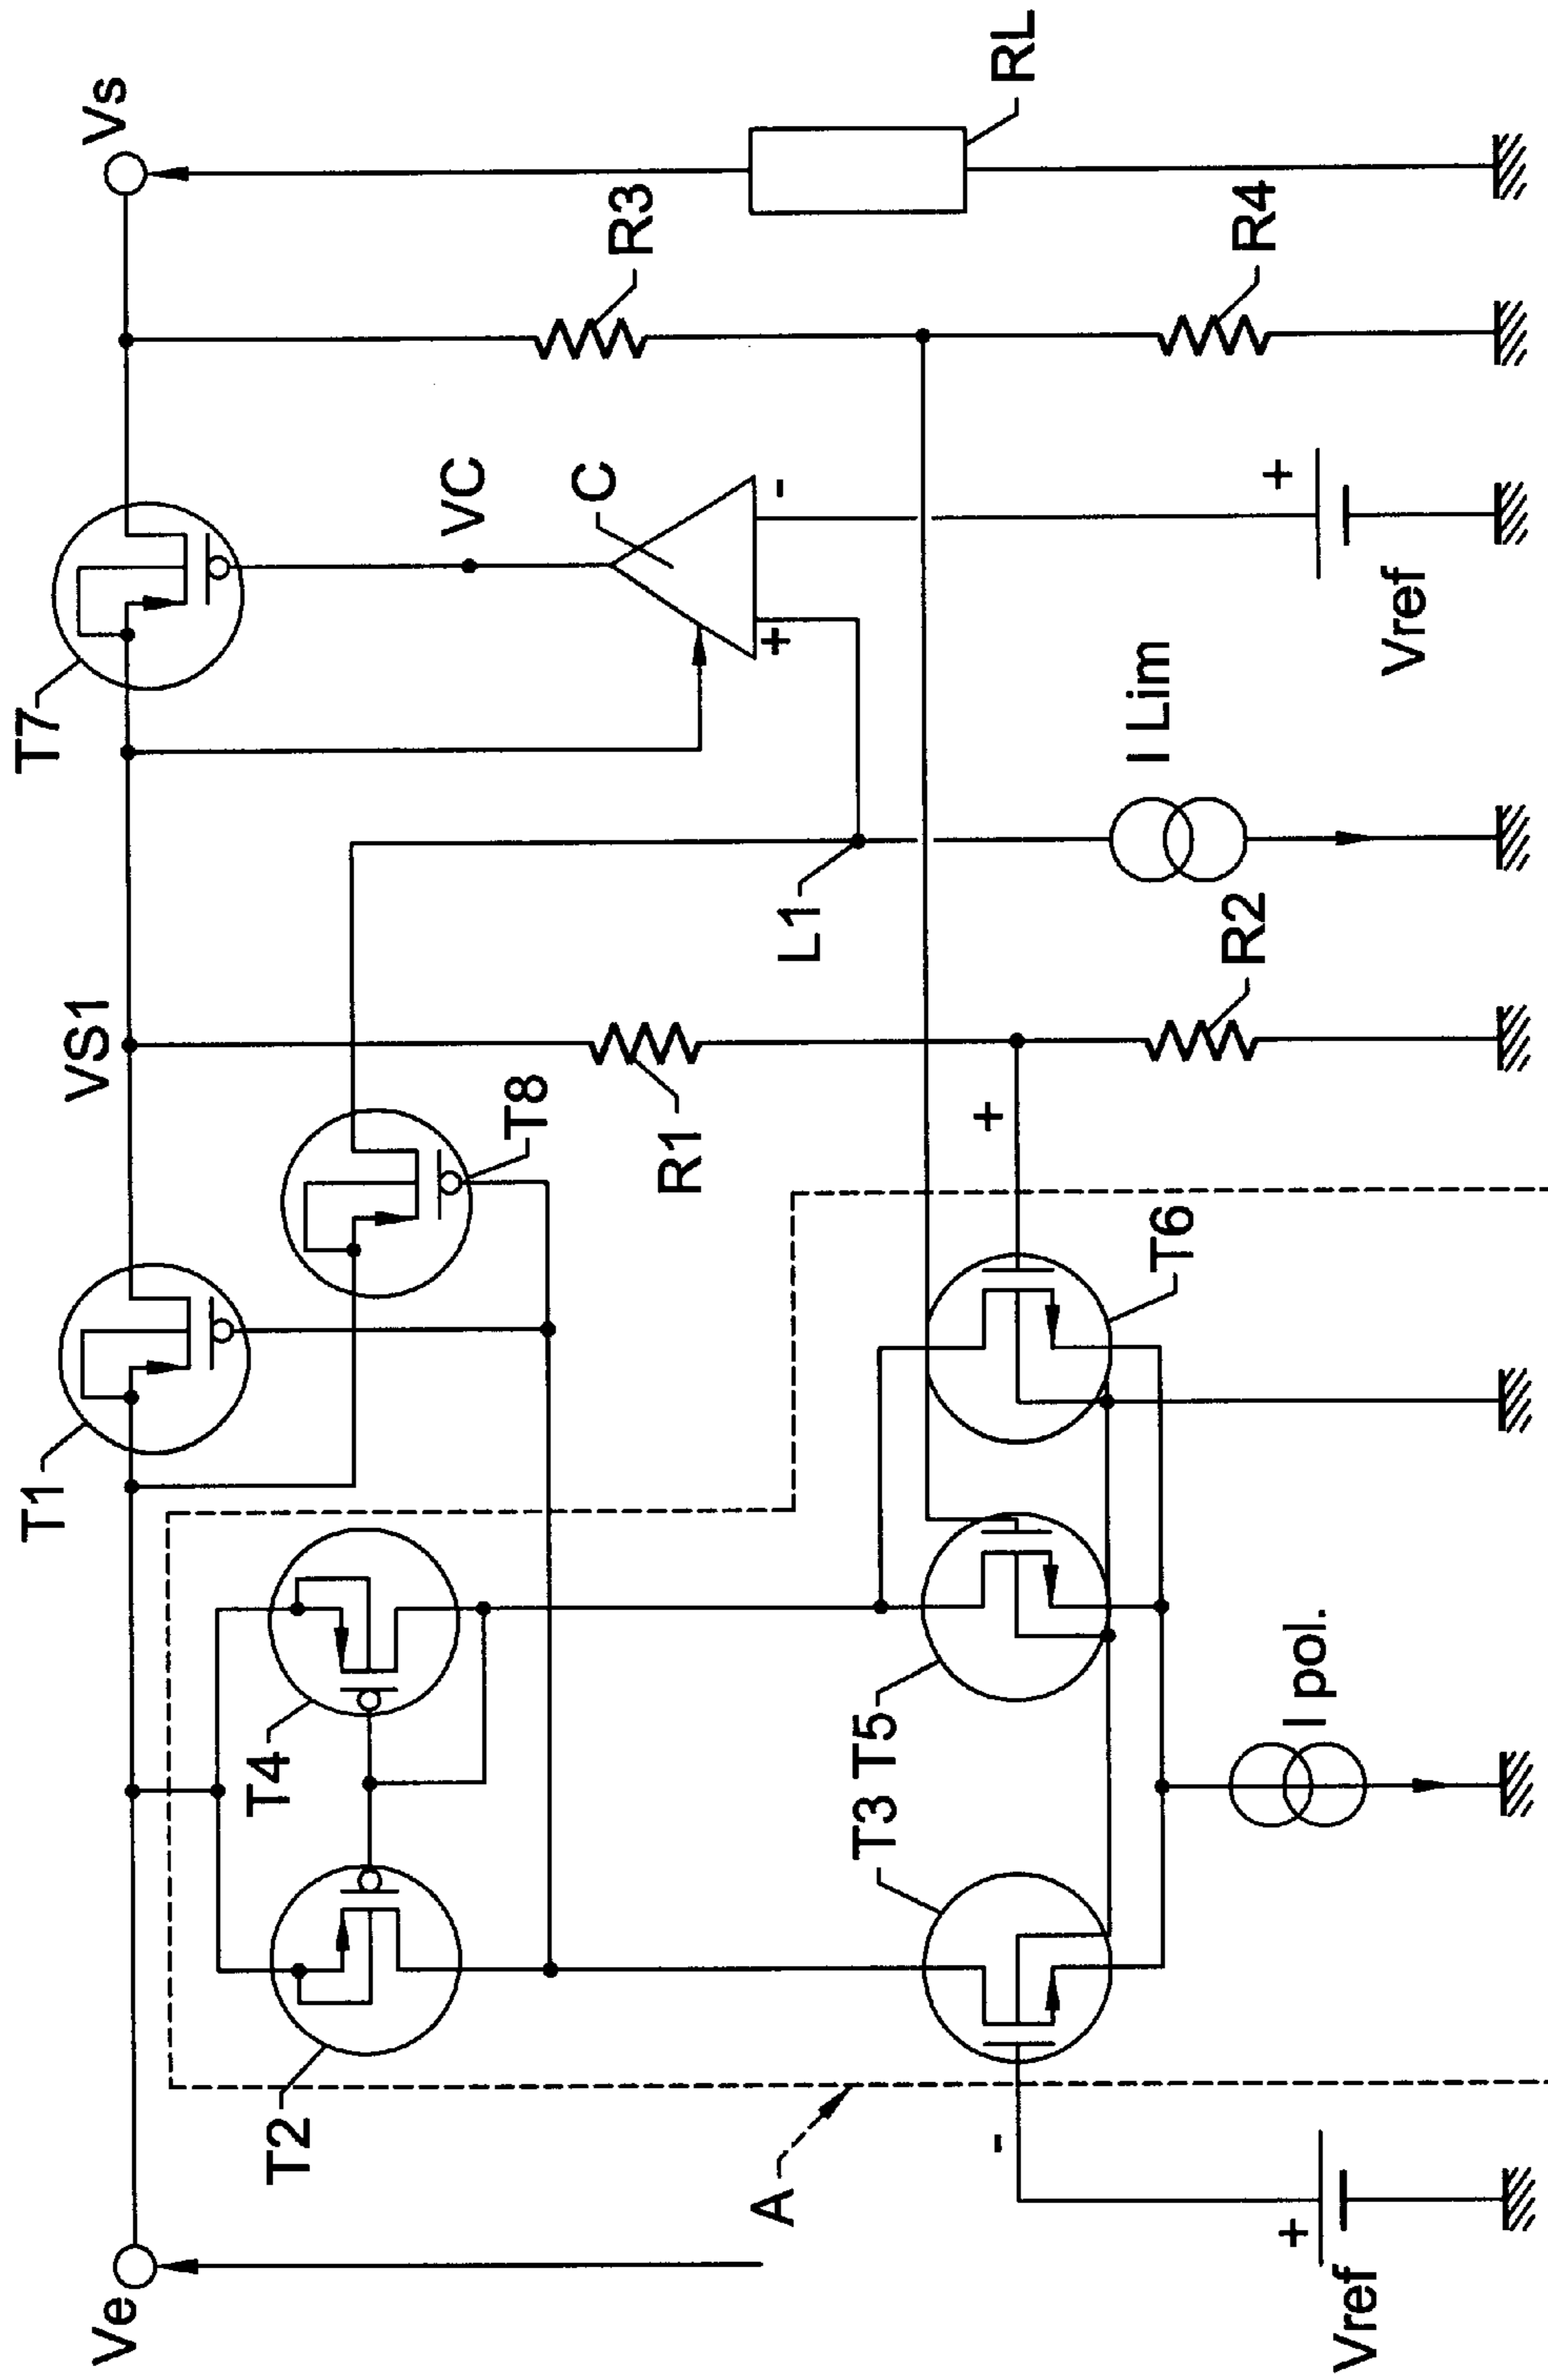 Ve
T1
VS1
T7
Vs
T2
T4
T8
VC
C
R3
RL
A
R1
L1
+
-
T3 T5
T6
+
-
R2
I Lim
R4
I pol.
Vref
+
Vref
+